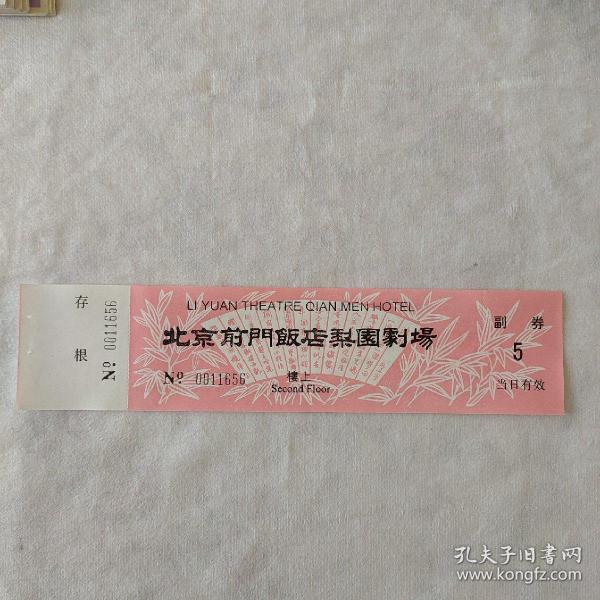 存根
Nº 0011656
LI YUAN THEATRE QIAN MEN HOTEL
北京前門飯店梨園劇場
Nº 0011656
樓上
Second Floor
副券
5
当日有效
孔夫子旧书网
www.kongfz.com